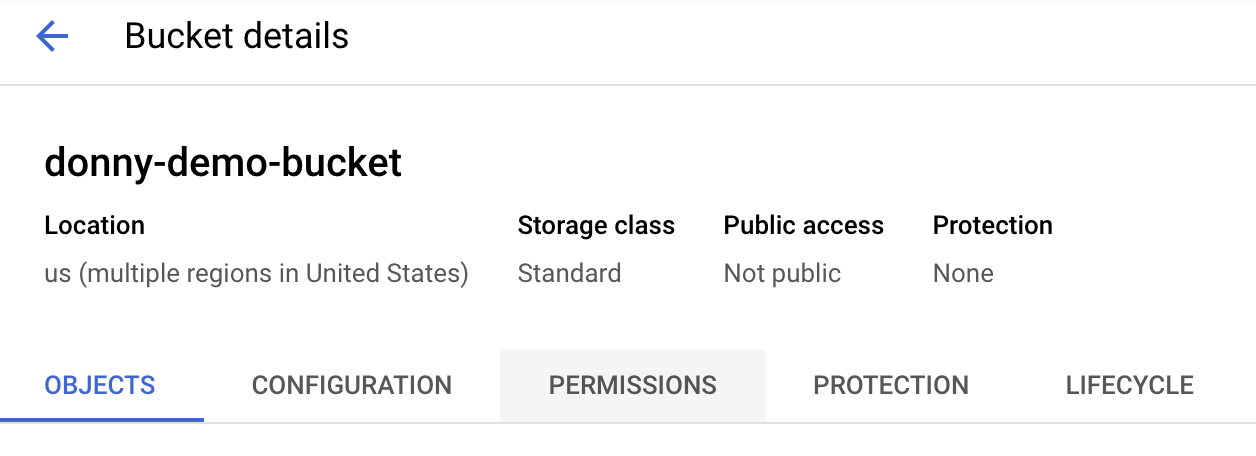 Bucket details
donny-demo-bucket
Location Storage class Public access Protection
us (multiple regions in United States) Standard Not public None
OBJECTS CONFIGURATION PERMISSIONS PROTECTION LIFECYCLE